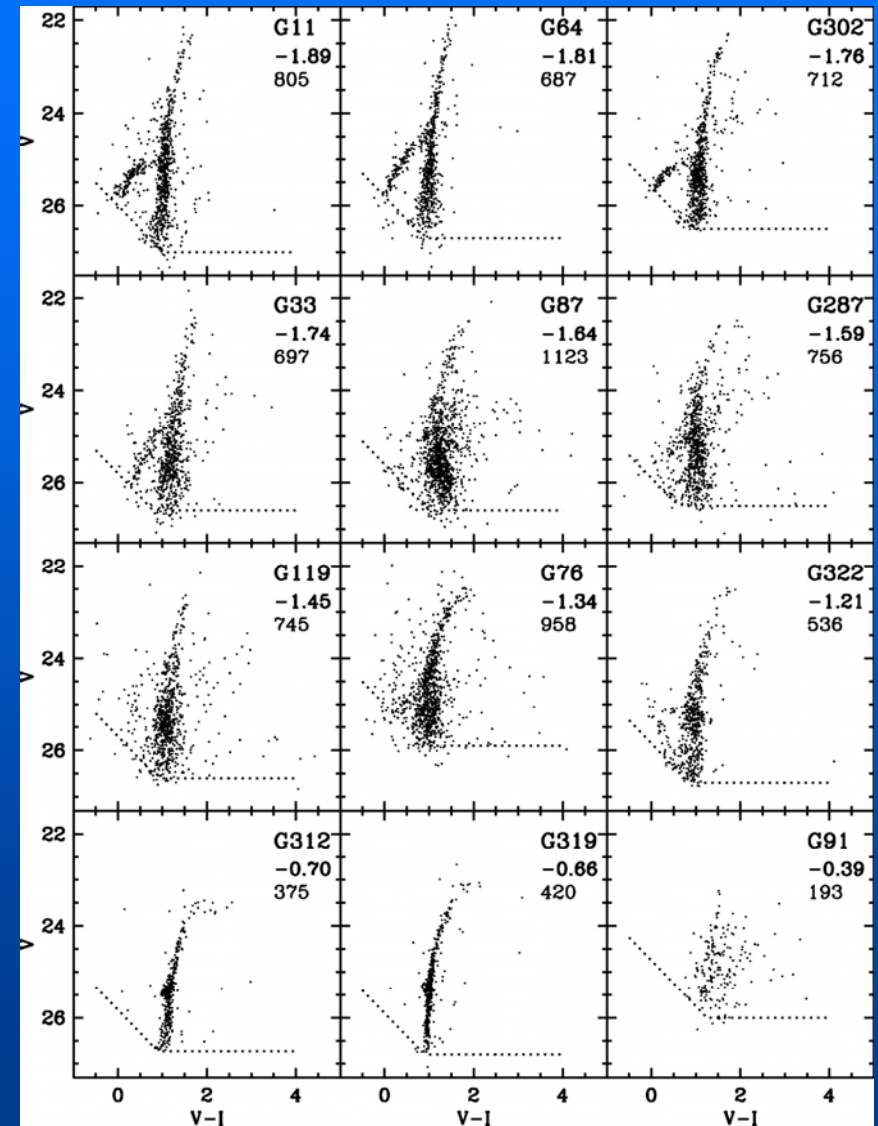 G11
−1.89
805
G64
−1.81
687
G302
−1.76
712
22
24
26
V
G33
−1.74
697
G87
−1.64
1123
G287
−1.59
756
22
24
26
V
G119
−1.45
745
G76
−1.34
958
G322
−1.21
536
22
24
26
V
G312
−0.70
375
G319
−0.66
420
G91
−0.39
193
22
24
26
V
0 2 4
0 2 4
0 2 4
V−I
V−I
V−I